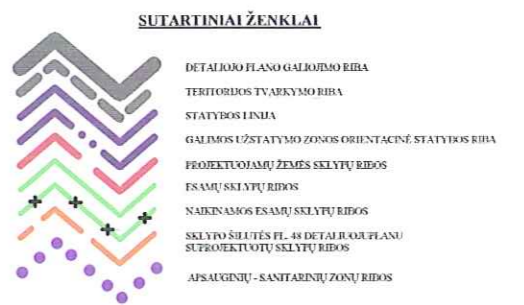 SUTARTINIAI ŽENKLAI
DETALIOJO PLANO GALIOJIMO RIBA
TERITORIJOS TVARKYMO RIBA
STATYBOS LINIJA
GALIMOS UŽSTATYMO ZONOS ORIENTACINĖ STATYBOS RIBA
PROJEKTUOJAMŲ ŽEMĖS SKLYPŲ RIBOS
ESAMŲ SKLYPŲ RIBOS
NAIKINAMOS ESAMŲ SKLYPŲ RIBOS
SKLYPO ŠILUTĖS PL. 48 DETALIUOJUPLANU
SUPROJEKTUOTŲ SKLYPŲ RIBOS
APSAUGINIŲ - SANITARINIŲ ZONŲ RIBOS